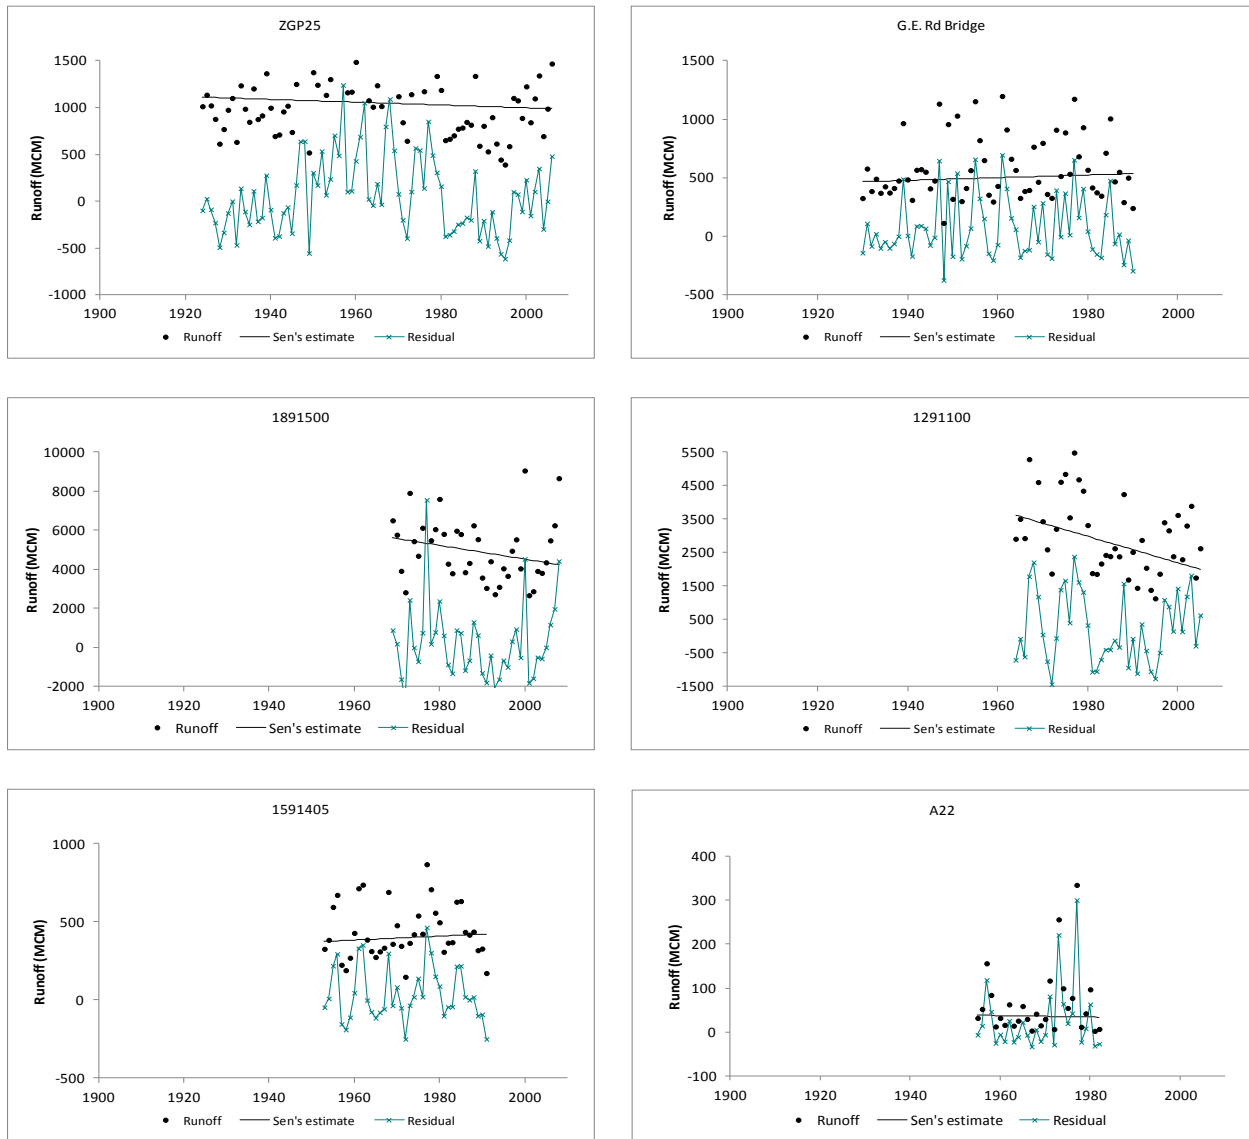 ZGP25
Runoff (MCM)
1500
1000
500
0
-500
-1000
1900 1920 1940 1960 1980 2000
Runoff Sen's estimate Residual
G.E. Rd Bridge
Runoff (MCM)
1500
1000
500
0
-500
1900 1920 1940 1960 1980 2000
Runoff Sen's estimate Residual
1891500
Runoff (MCM)
10000
8000
6000
4000
2000
0
-2000
1900 1920 1940 1960 1980 2000
Runoff Sen's estimate Residual
1291100
Runoff (MCM)
5500
4500
3500
2500
1500
500
-500
-1500
1900 1920 1940 1960 1980 2000
Runoff Sen's estimate Residual
1591405
Runoff (MCM)
1000
500
0
-500
1900 1920 1940 1960 1980 2000
Runoff Sen's estimate Residual
A22
Runoff (MCM)
400
300
200
100
0
-100
1900 1920 1940 1960 1980 2000
Runoff Sen's estimate Residual